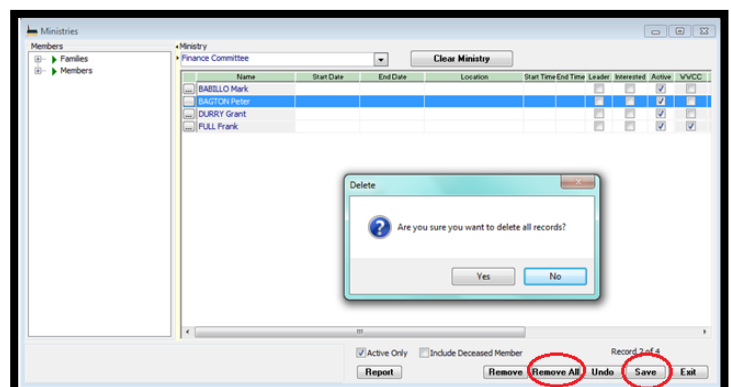 Ministries
Members
Families
Members
Ministry
Finance Committee
Clear Ministry
Name Start Date End Date Location Start Time End Time Leader Interested Active VVCC
BABILLO Mark
BAGTON Peter
DURRY Grant
FULL Frank
Delete
Are you sure you want to delete all records?
Yes No
Active Only Include Deceased Member Record 2 of 4
Report Remove Remove All Undo Save Exit